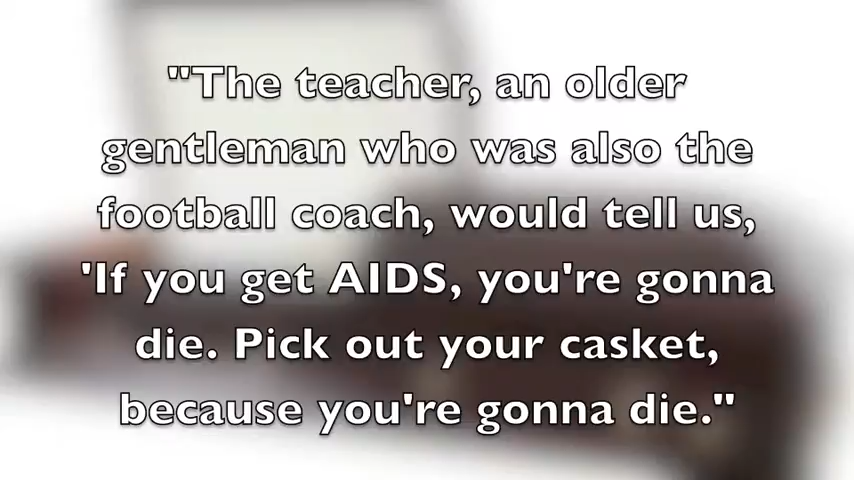 "The teacher, an older
gentleman who was also the
football coach, would tell us,
'If you get AIDS, you're gonna
die. Pick out your casket,
because you're gonna die."